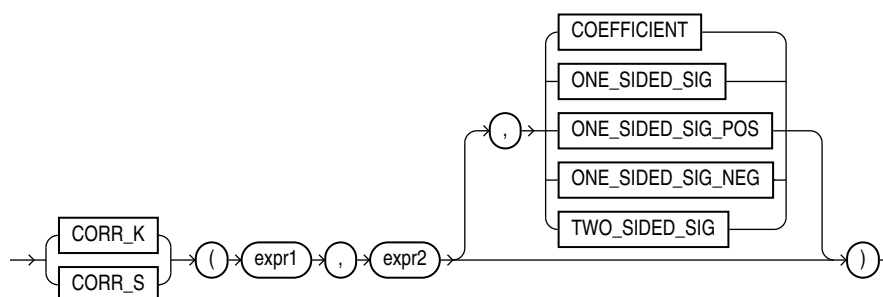 COEFFICIENT
ONE_SIDED_SIG
, ONE_SIDED_SIG_POS
ONE_SIDED_SIG_NEG
TWO_SIDED_SIG
CORR_K
CORR_S
( expr1 , expr2 )